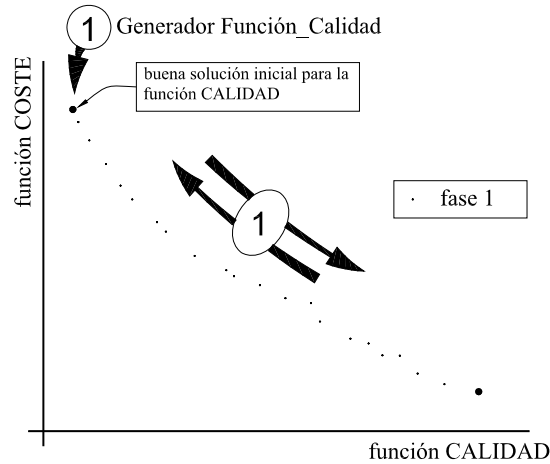 1 Generador Función_Calidad
buena solución inicial para la
función CALIDAD
función COSTE
1
· fase 1
función CALIDAD